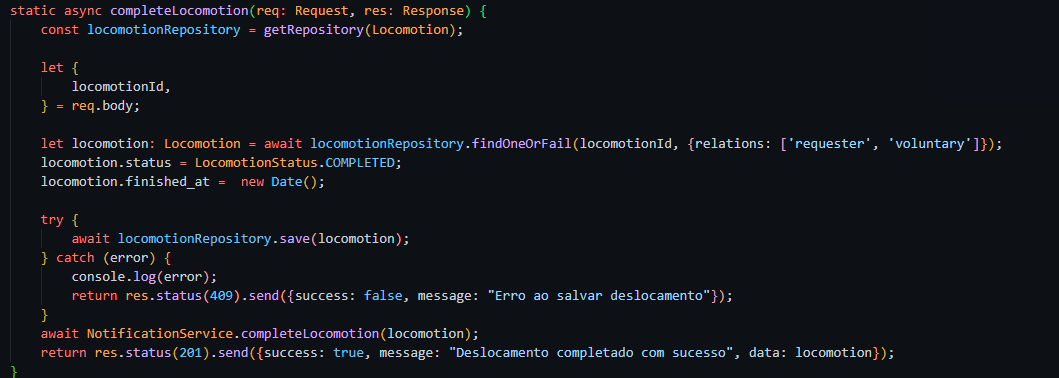 static async completeLocomotion(req: Request, res: Response) {
const locomotionRepository = getRepository(Locomotion);
let {
locomotionId,
} = req.body;
let locomotion: Locomotion = await locomotionRepository.findOneOrFail(locomotionId, {relations: ['requester', 'voluntary']});
locomotion.status = LocomotionStatus.COMPLETED;
locomotion.finished_at =  new Date();
try {
await locomotionRepository.save(locomotion);
} catch (error) {
console.log(error);
return res.status(409).send({success: false, message: "Erro ao salvar deslocamento"});
}
await NotificationService.completeLocomotion(locomotion);
return res.status(201).send({success: true, message: "Deslocamento completado com sucesso", data: locomotion});
}